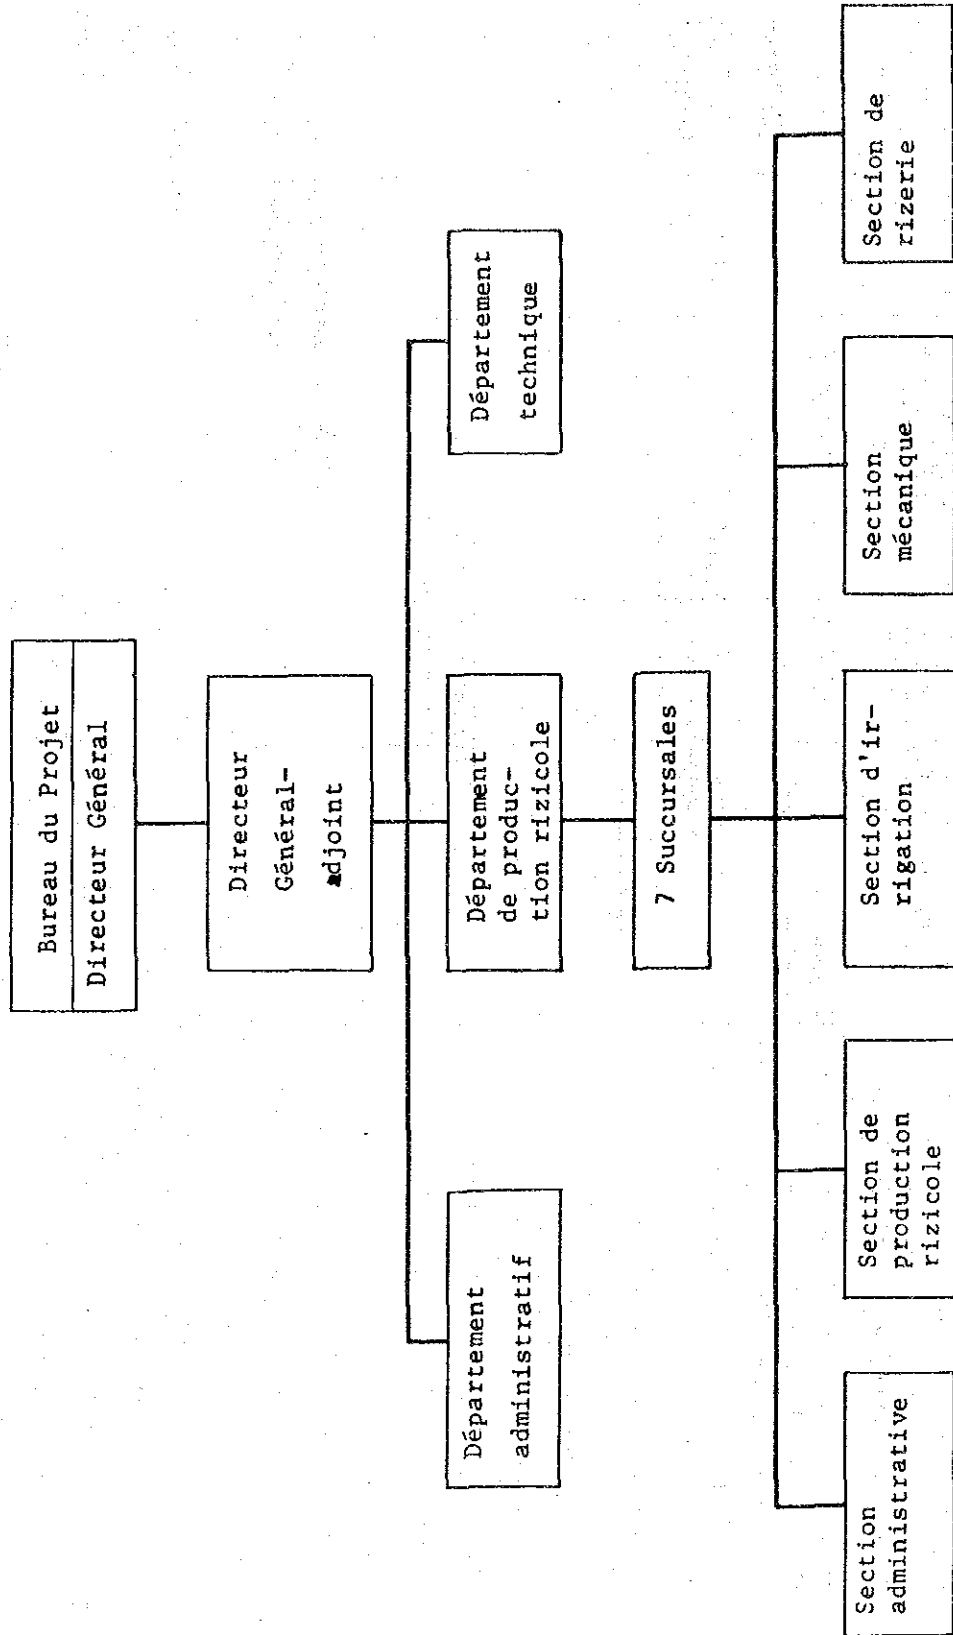 Bureau du Projet
Directeur Général
Directeur
Général-
adjoint
Département
administratif
Département
de produc-
tion rizicole
Département
technique
7 Succursales
Section
administrative
Section de
production
rizicole
Section d'ir-
rigation
Section
mécanique
Section de
rizerie